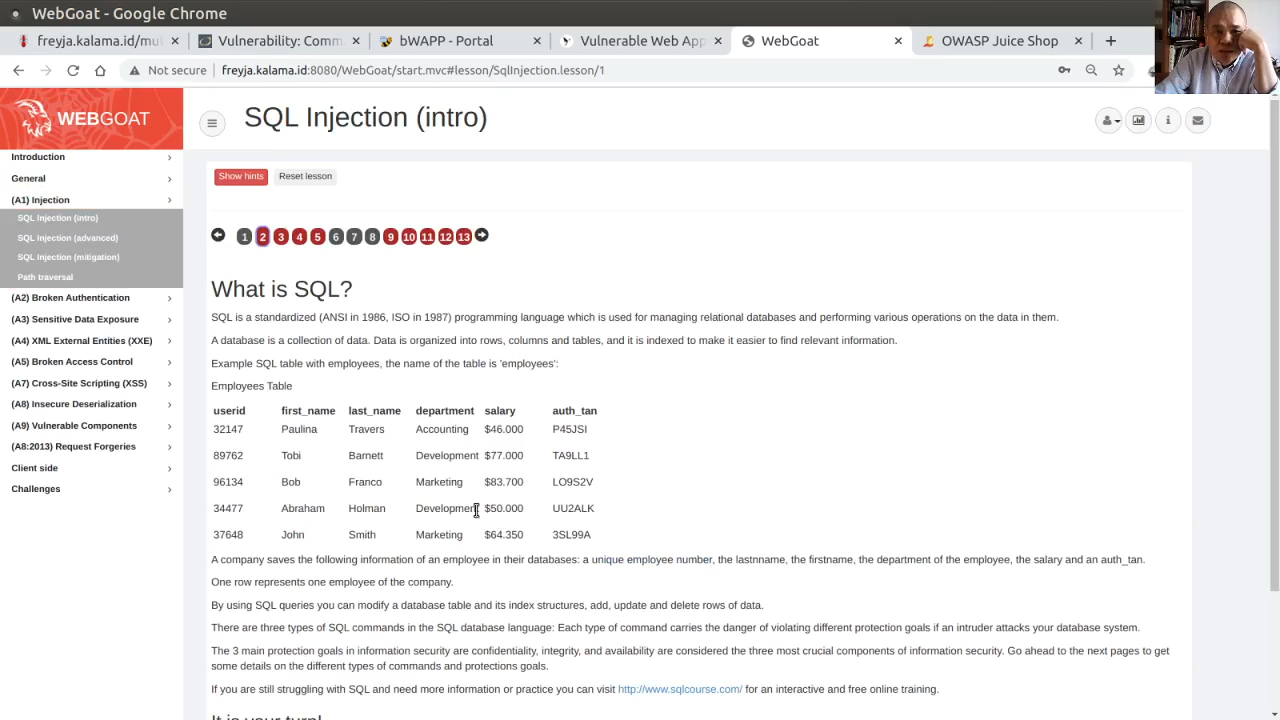 WebGoat - Google Chrome
freyja.kalama.id/mut
Vulnerability: Comm
bWAPP - Portal
Vulnerable Web App
WebGoat
OWASP Juice Shop
Not secure
freyja.kalama.id:8080/WebGoat/start.mvc#lesson/SqlInjection.lesson/1
WEBGOAT
SQL Injection (intro)
Introduction
General
(A1) Injection
SQL Injection (intro)
SQL Injection (advanced)
SQL Injection (mitigation)
Path traversal
(A2) Broken Authentication
(A3) Sensitive Data Exposure
(A4) XML External Entities (XXE)
(A5) Broken Access Control
(A7) Cross-Site Scripting (XSS)
(A8) Insecure Deserialization
(A9) Vulnerable Components
(A8:2013) Request Forgeries
Client side
Challenges
Show hints Reset lesson
1 2 3 4 5 6 7 8 9 10 11 12 13
What is SQL?
SQL is a standardized (ANSI in 1986, ISO in 1987) programming language which is used for managing relational databases and performing various operations on the data in them.
A database is a collection of data. Data is organized into rows, columns and tables, and it is indexed to make it easier to find relevant information.
Example SQL table with employees, the name of the table is 'employees':
Employees Table
userid first_name last_name department salary auth_tan
32147 Paulina Travers Accounting $46.000 P45JSI
89762 Tobi Barnett Development $77.000 TA9LL1
96134 Bob Franco Marketing $83.700 LO9S2V
34477 Abraham Holman Development $50.000 UU2ALK
37648 John Smith Marketing $64.350 3SL99A
A company saves the following information of an employee in their databases: a unique employee number, the lastnname, the firstname, the department of the employee, the salary and an auth_tan.
One row represents one employee of the company.
By using SQL queries you can modify a database table and its index structures, add, update and delete rows of data.
There are three types of SQL commands in the SQL database language: Each type of command carries the danger of violating different protection goals if an intruder attacks your database system.
The 3 main protection goals in information security are confidentiality, integrity, and availability are considered the three most crucial components of information security. Go ahead to the next pages to get
some details on the different types of commands and protections goals.
If you are still struggling with SQL and need more information or practice you can visit http://www.sqlcourse.com/ for an interactive and free online training.
It is your turn!